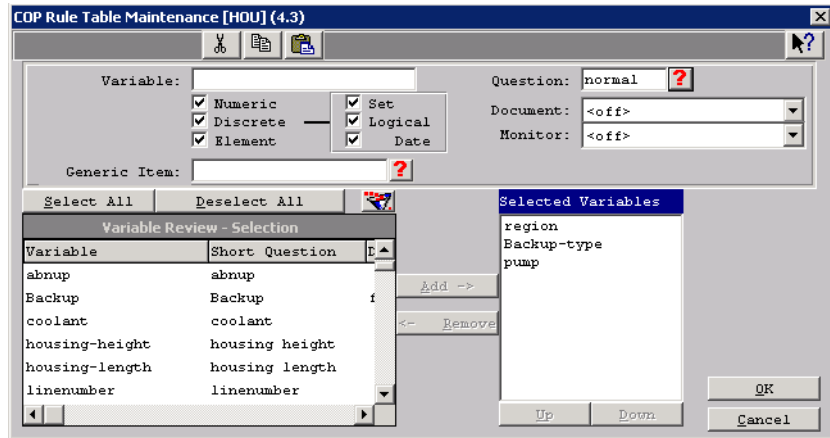 COP Rule Table Maintenance [HOU] (4.3)
Variable:
Question: normal ?
Numeric
Set
Document: <off>
Discrete
Logical
Element
Date
Monitor: <off>
Generic Item: ?
Select All
Deselect All
Selected Variables
Variable Review - Selection
region
Backup-type
pump
Variable Short Question D
abnup abnup
Backup Backup f
coolant coolant
housing-height housing height
housing-length housing length
linenumber linenumber
Add ->
<- Remove
Up Down
OK
Cancel